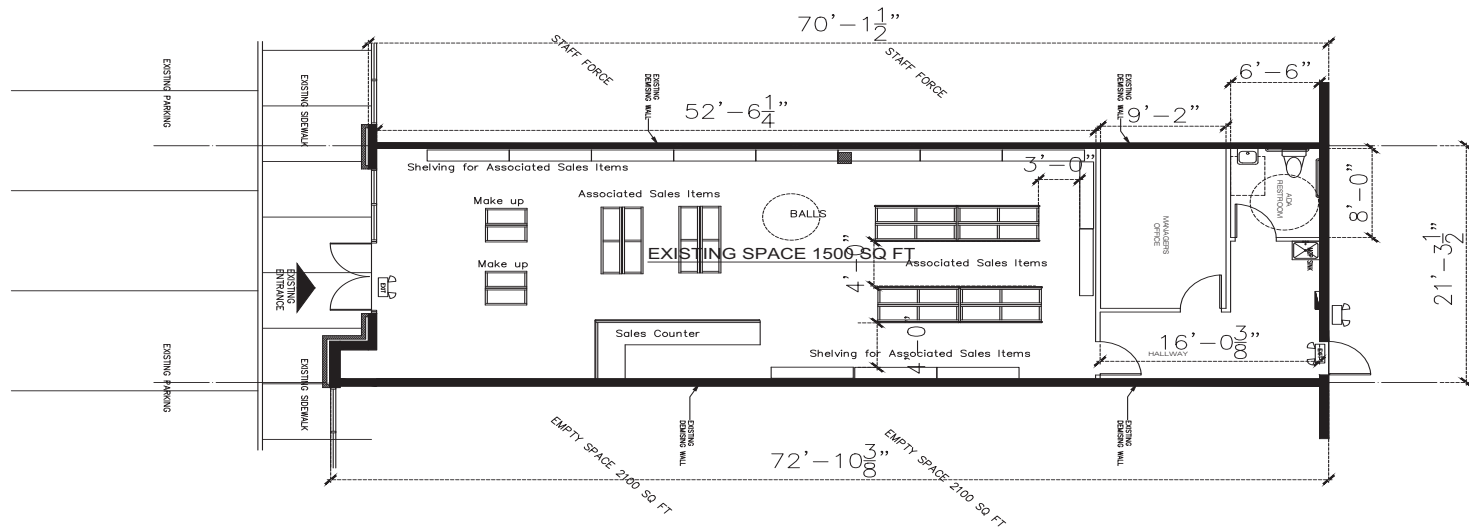 70'-1 1/2"
STAFF FORCE
STAFF FORCE
6'-6"
EXISTING PARKING
EXISTING SIDEWALK
EXISTING
DEMISING WALL
52'-6 1/4"
EXISTING
DEMISING WALL
9'-2"
Shelving for Associated Sales Items
3'-0"
8'-0"
Make up
Associated Sales Items
BALLS
MANAGERS
OFFICE
ADA
RESTROOM
21'-3 1/2"
EXISTING SPACE 1500 SQ FT
4'-0"
Associated Sales Items
Make up
EXISTING
ENTRANCE
EXIT
Sales Counter
4'-0"
Shelving for Associated Sales Items
16'-0 3/8"
HALLWAY
EXISTING PARKING
EXISTING SIDEWALK
EXISTING
DEMISING WALL
EXISTING
DEMISING WALL
EMPTY SPACE 2100 SQ FT
EMPTY SPACE 2100 SQ FT
72'-10 3/8"